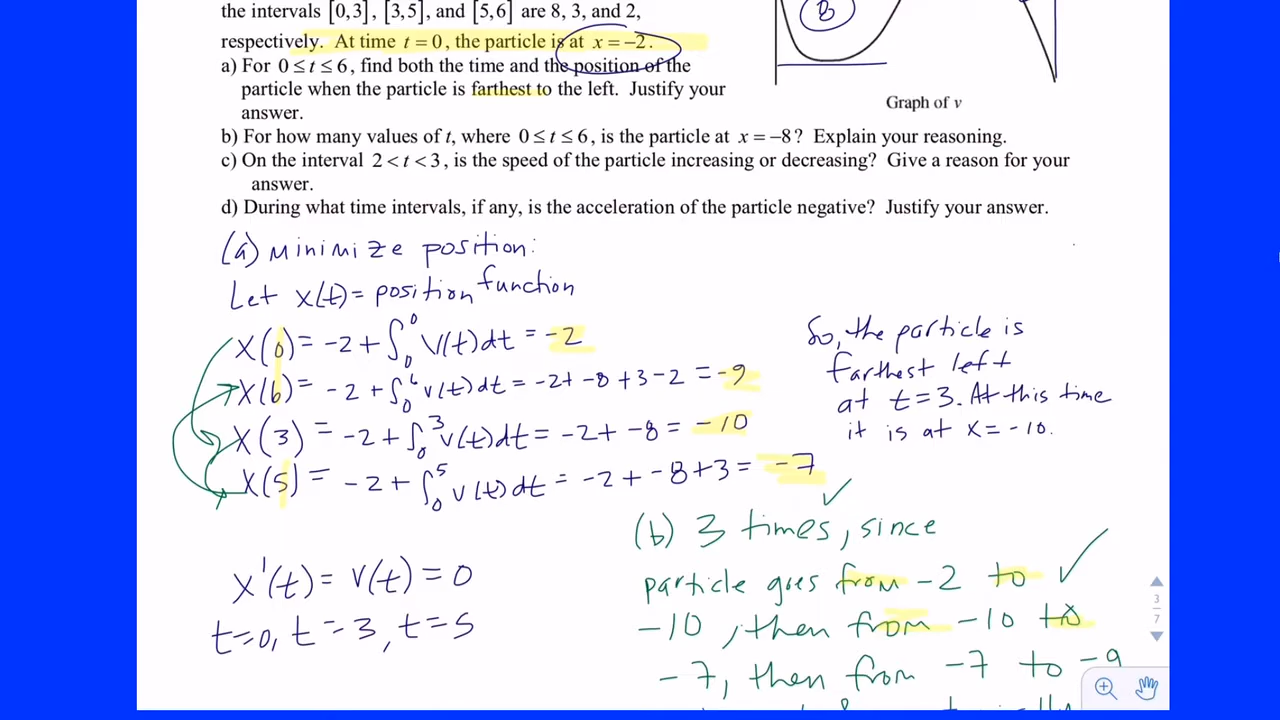 the intervals [0,3], [3,5], and [5,6] are 8, 3, and 2,
respectively. At time t = 0, the particle is at x = −2.
a) For 0 ≤ t ≤ 6, find both the time and the position of the
particle when the particle is farthest to the left. Justify your
answer.
B
Graph of v
b) For how many values of t, where 0 ≤ t ≤ 6, is the particle at x = −8? Explain your reasoning.
c) On the interval 2 < t < 3, is the speed of the particle increasing or decreasing? Give a reason for your
answer.
d) During what time intervals, if any, is the acceleration of the particle negative? Justify your answer.
(a) minimize position:
Let x(t) = position function
x(0) = -2 + ∫₀⁰ v(t)dt = -2
x(6) = -2 + ∫₀⁶ v(t)dt = -2 + -8 + 3 - 2 = -9
x(3) = -2 + ∫₀³ v(t)dt = -2 + -8 = -10
x(5) = -2 + ∫₀⁵ v(t)dt = -2 + -8 + 3 = -7
So, the particle is
farthest left
at t = 3. At this time
it is at x = -10.
x'(t) = v(t) = 0
t=0, t=3, t=5
(b) 3 times, since
particle goes from -2 to
-10, then from -10 to
-7, then from -7 to -9
3
7